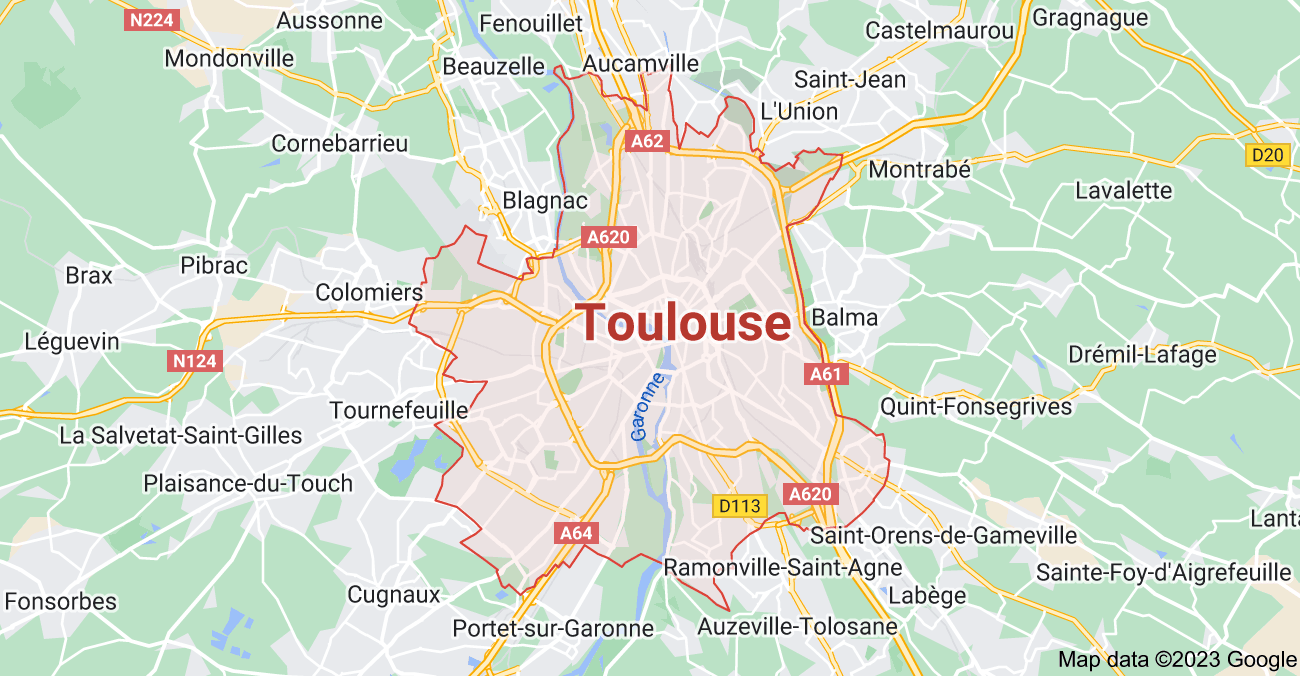 N224
Aussonne
Fenouillet
Castelmaurou
Gragnague
Mondonville
Beauzelle
Aucamville
Saint-Jean
L'Union
Cornebarrieu
A62
D20
Montrabé
Lavalette
Blagnac
A620
Brax
Pibrac
Colomiers
Toulouse
Balma
Léguevin
N124
A61
Drémil-Lafage
Garonne
Tournefeuille
Quint-Fonsegrives
La Salvetat-Saint-Gilles
Plaisance-du-Touch
D113
A620
A64
Saint-Orens-de-Gameville
Lanta
Ramonville-Saint-Agne
Sainte-Foy-d'Aigrefeuille
Fonsorbes
Cugnaux
Labège
Portet-sur-Garonne
Auzeville-Tolosane
Map data ©2023 Google